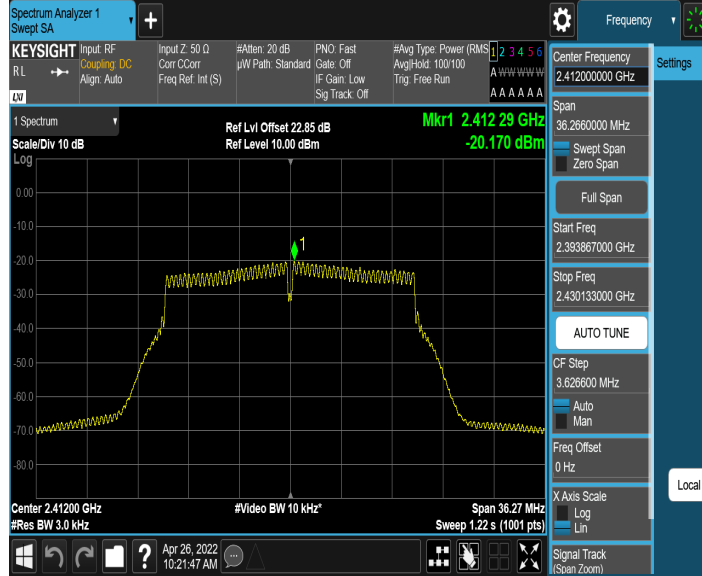 Spectrum Analyzer 1
Swept SA
+
Frequency
KEYSIGHT
RL
LXI
Input: RF
Coupling: DC
Align: Auto
Input Z: 50 Ω
Corr CCorr
Freq Ref: Int (S)
#Atten: 20 dB
µW Path: Standard
PNO: Fast
Gate: Off
IF Gain: Low
Sig Track: Off
#Avg Type: Power (RMS
Avg|Hold: 100/100
Trig: Free Run
1 2 3 4 5 6
A W W W W W
A A A A A A
1 Spectrum
Scale/Div 10 dB
Log
Ref Lvl Offset 22.85 dB
Ref Level 10.00 dBm
Mkr1 2.412 29 GHz
-20.170 dBm
1
0.00
-10.0
-20.0
-30.0
-40.0
-50.0
-60.0
-70.0
-80.0
Center 2.41200 GHz
#Res BW 3.0 kHz
#Video BW 10 kHz*
Span 36.27 MHz
Sweep 1.22 s (1001 pts)
?
Apr 26, 2022
10:21:47 AM
Center Frequency
2.412000000 GHz
Span
36.2660000 MHz
Swept Span
Zero Span
Full Span
Start Freq
2.393867000 GHz
Stop Freq
2.430133000 GHz
AUTO TUNE
CF Step
3.626600 MHz
Auto
Man
Freq Offset
0 Hz
X Axis Scale
Log
Lin
Signal Track
(Span Zoom)
Settings
Local